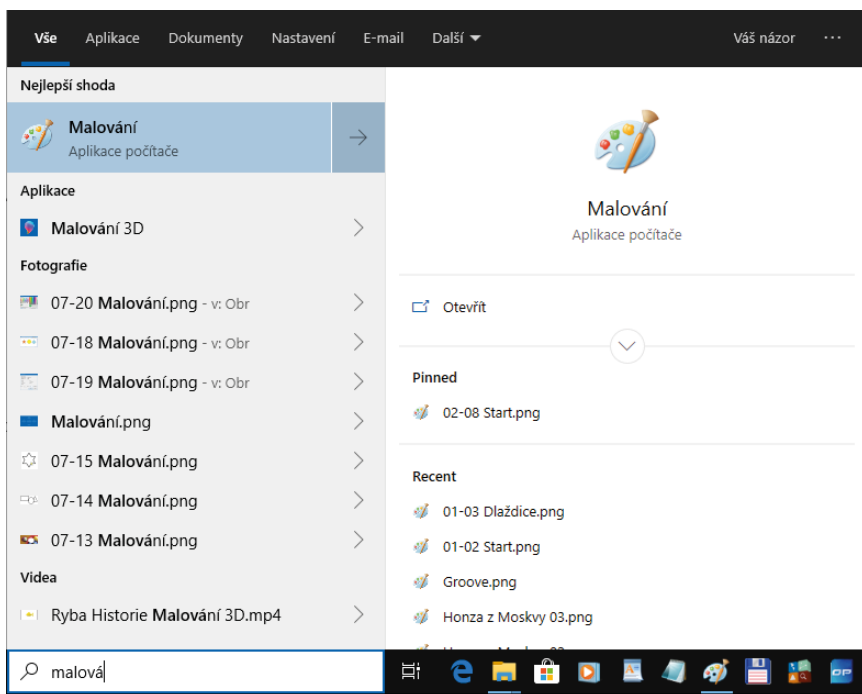 Vše Aplikace Dokumenty Nastavení E-mail Další Váš názor ...
Nejlepší shoda
Malování
Aplikace počítače
Aplikace
Malování 3D
Fotografie
07-20 Malování.png - v: Obr
07-18 Malování.png - v: Obr
07-19 Malování.png - v: Obr
Malování.png
07-15 Malování.png
07-14 Malování.png
07-13 Malování.png
Videa
Ryba Historie Malování 3D.mp4
malová
Malování
Aplikace počítače
Otevřít
Pinned
02-08 Start.png
Recent
01-03 Dlaždice.png
01-02 Start.png
Groove.png
Honza z Moskvy 03.png
GP